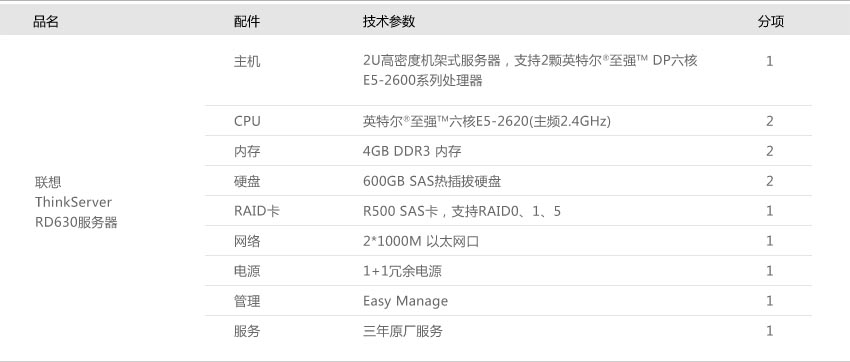 品名 配件 技术参数 分项
主机 2U高密度机架式服务器，支持2颗英特尔®至强™ DP六核 1
E5-2600系列处理器
CPU 英特尔®至强™六核E5-2620(主频2.4GHz) 2
内存 4GB DDR3 内存 2
联想
ThinkServer
RD630服务器
硬盘 600GB SAS热插拔硬盘 2
RAID卡 R500 SAS卡，支持RAID0、1、5 1
网络 2*1000M 以太网口 1
电源 1+1冗余电源 1
管理 Easy Manage 1
服务 三年原厂服务 1